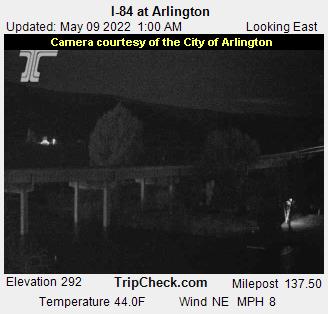 I-84 at Arlington
Updated: May 09 2022 1:00 AM Looking East
Camera courtesy of the City of Arlington
Elevation 292 TripCheck.com Milepost 137.50
Temperature 44.0F Wind NE MPH 8